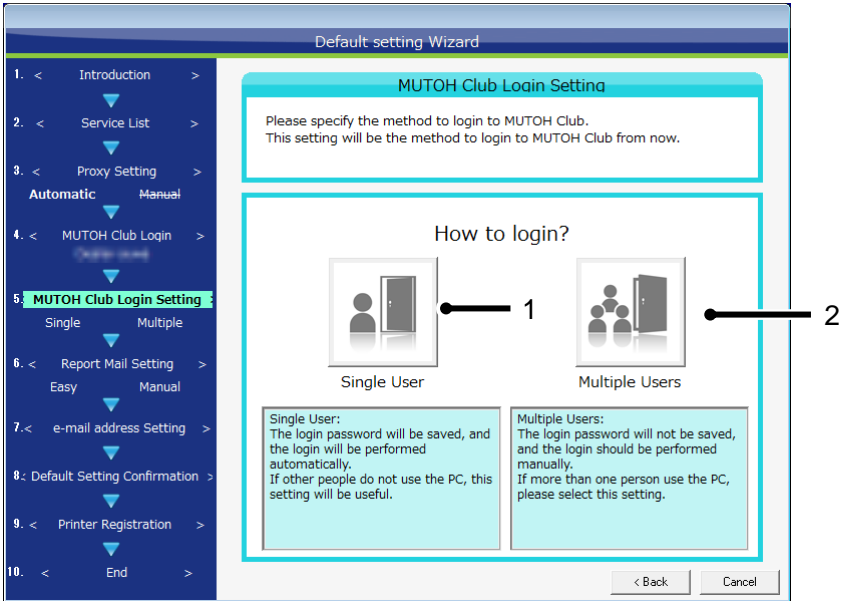 Default setting Wizard
1. < Introduction >
2. < Service List >
3. < Proxy Setting >
Automatic Manual
4. < MUTOH Club Login >
5. MUTOH Club Login Setting >
Single Multiple
6. < Report Mail Setting >
Easy Manual
7.< e-mail address Setting >
8.< Default Setting Confirmation >
9. < Printer Registration >
10. < End >
MUTOH Club Login Setting
Please specify the method to login to MUTOH Club.
This setting will be the method to login to MUTOH Club from now.
How to login?
1
2
Single User
Multiple Users
Single User:
The login password will be saved, and
the login will be performed
automatically.
If other people do not use the PC, this
setting will be useful.
Multiple Users:
The login password will not be saved,
and the login should be performed
manually.
If more than one person use the PC,
please select this setting.
< Back
Cancel